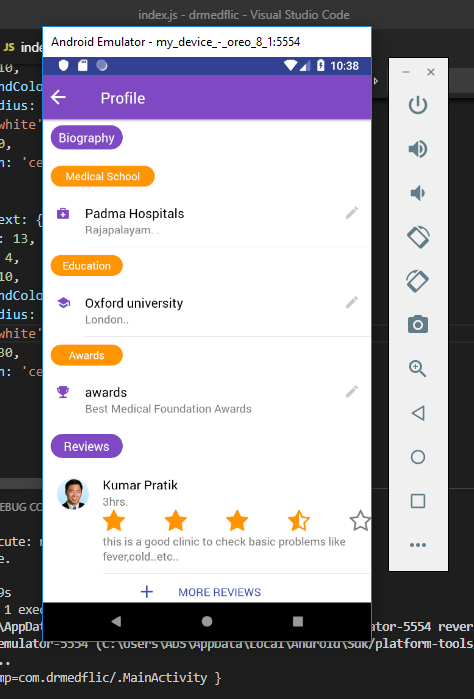 index.js - drmedflic - Visual Studio Code
JS inde
Android Emulator - my_device_-_oreo_8_1:5554
10:38
Profile
Biography
Medical School
Padma Hospitals
Rajapalayam. .
Education
Oxford university
London..
Awards
awards
Best Medical Foundation Awards
Reviews
Kumar Pratik
3hrs.
this is a good clinic to check basic problems like
fever,cold..etc..
+ MORE REVIEWS
10,
ndColo
dius:
white'
0,
n: 'ce
ext: {
: 13,
4,
10,
ndColo
dius:
white'
30,
n: 'ce
EBUG CO
cute: r
e.
9s
1 exec
\AppDat
ator-5554 rever
emulator-5554 (C:\Users\ADS\AppData\Local\Android\Sdk/platform-tools
..
mp=com.drmedflic/.MainActivity }